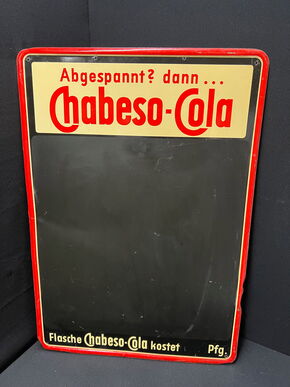 Abgespannt? dann...
Chabeso-Cola
Flasche Chabeso-Cola kostet Pfg.